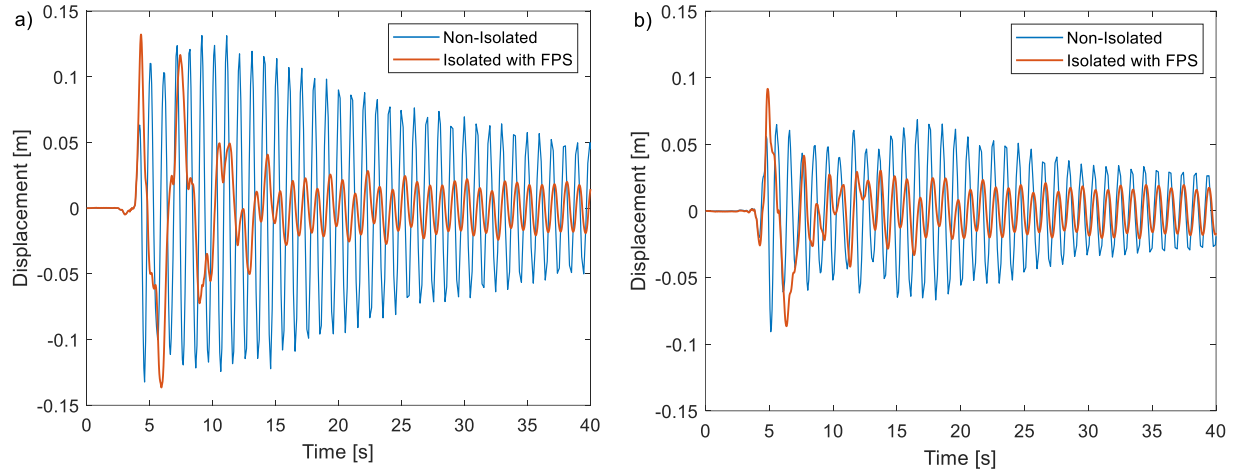 a)
0.15
0.1
0.05
0
-0.05
-0.1
-0.15
Displacement [m]
Non-Isolated
Isolated with FPS
0 5 10 15 20 25 30 35 40
Time [s]
b)
0.15
0.1
0.05
0
-0.05
-0.1
-0.15
Displacement [m]
Non-Isolated
Isolated with FPS
0 5 10 15 20 25 30 35 40
Time [s]